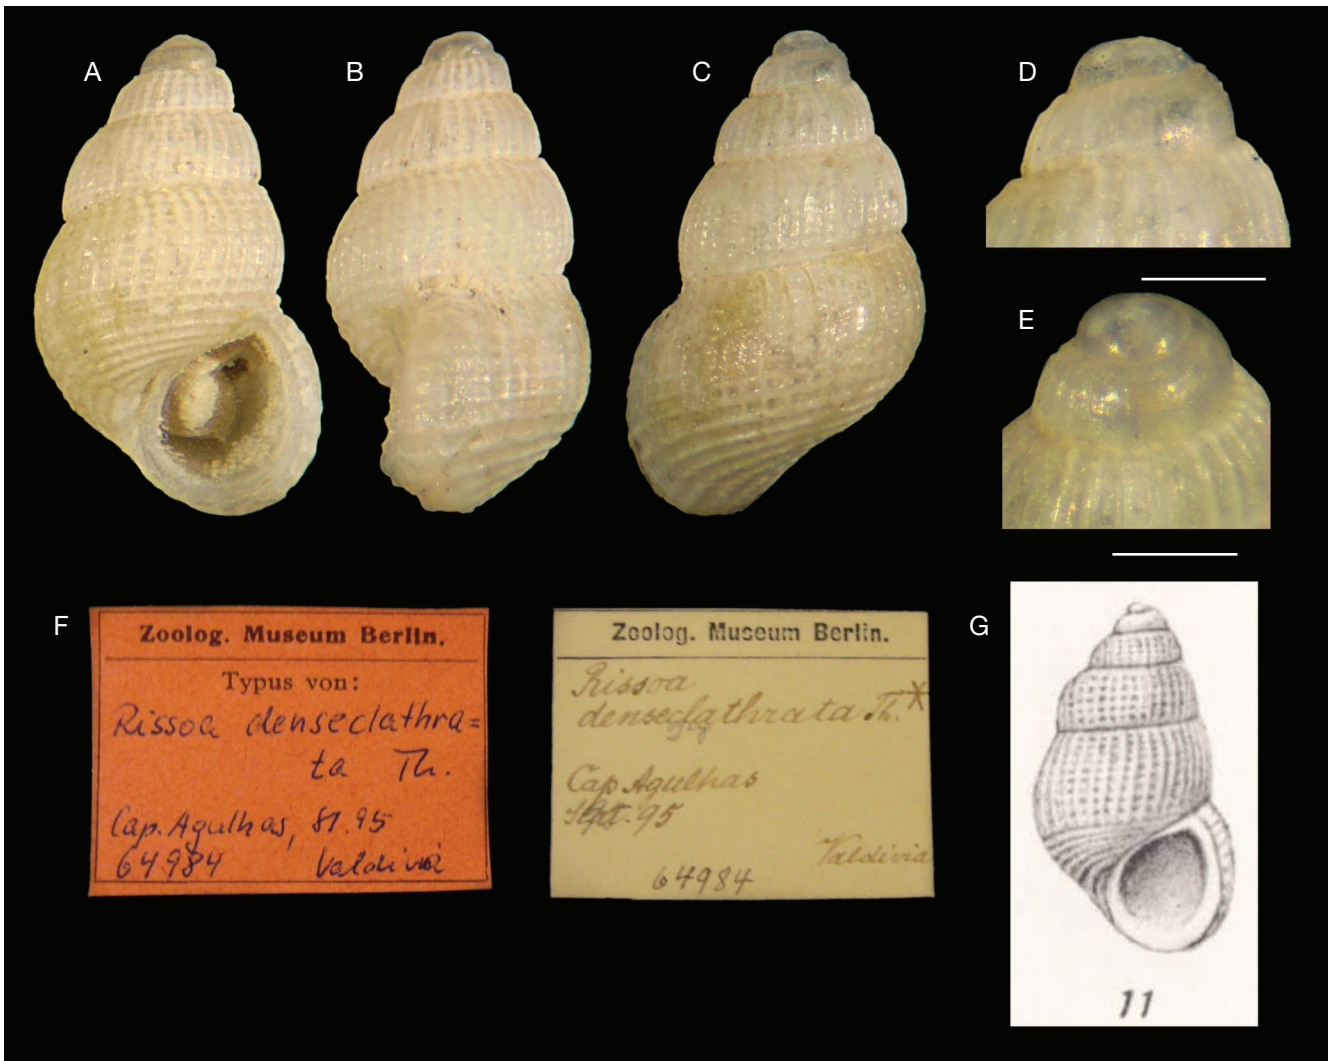 A
B
C
D
E
F
Zoolog. Museum Berlin.
Typus von:
Rissoa denseclathra=
ta Th.
Cap. Agulhas, 81.95
64984 Valdivia
Zoolog. Museum Berlin.
Rissoa
denseclathrata Th.*
Cap Agulhas
95
Valdivia
64984
G
11